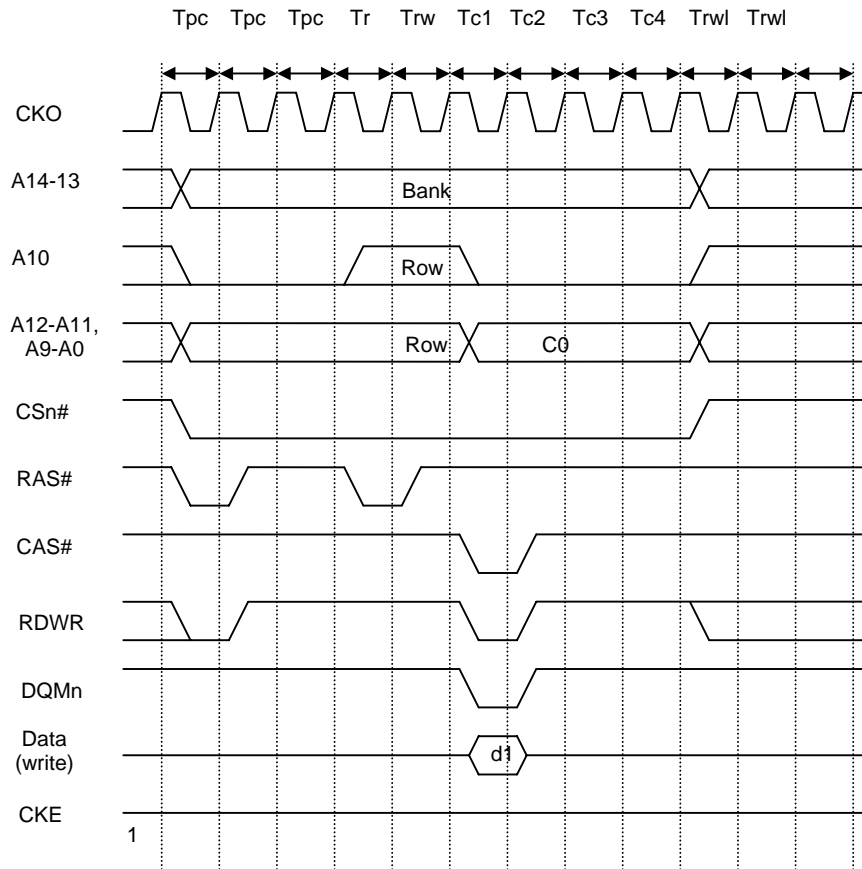 Tpc Tpc Tpc Tr Trw Tc1 Tc2 Tc3 Tc4 Trwl Trwl
CKO
A14-13
Bank
A10
Row
A12-A11,
A9-A0
Row C0
CSn#
RAS#
CAS#
RDWR
DQMn
Data
(write)
d1
CKE
1